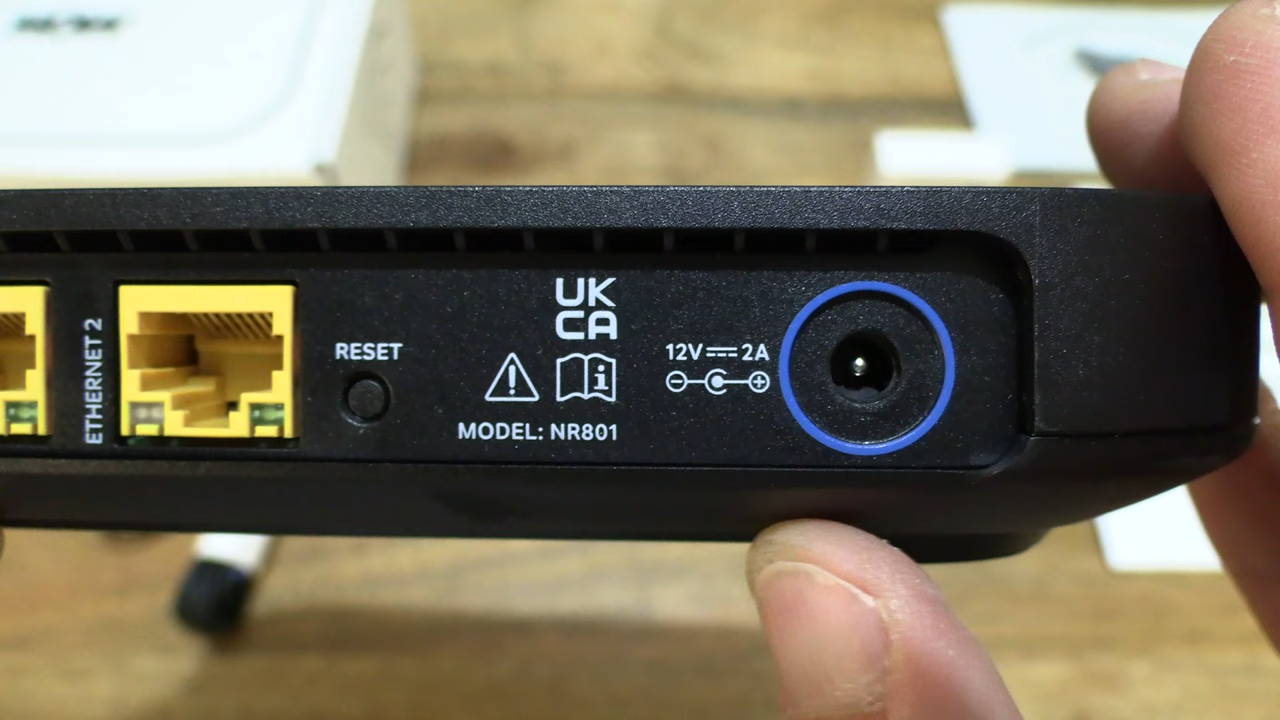 ETHERNET 2
RESET
UK
CA
MODEL: NR801
12V⎓2A